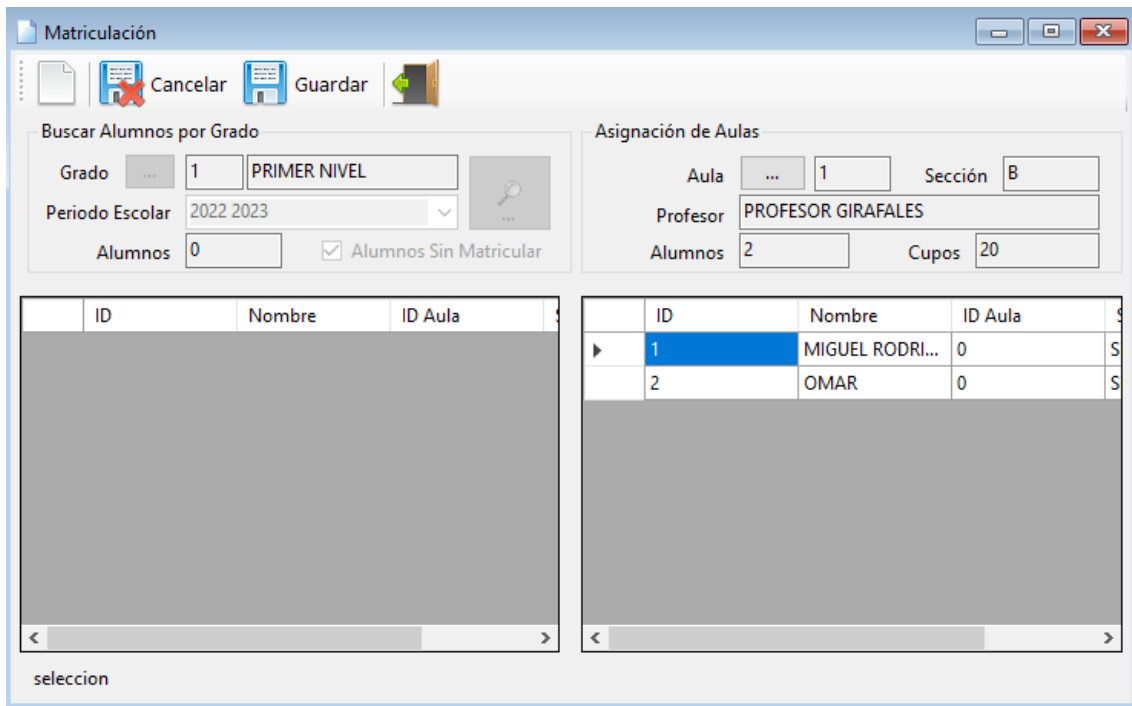 Matriculación
Cancelar Guardar
Buscar Alumnos por Grado
Grado ... 1 PRIMER NIVEL
...
Periodo Escolar 2022 2023
Alumnos 0 Alumnos Sin Matricular
Asignación de Aulas
Aula ... 1 Sección B
Profesor PROFESOR GIRAFALES
Alumnos 2 Cupos 20
ID Nombre ID Aula
ID Nombre ID Aula
1 MIGUEL RODRI... 0
2 OMAR 0
seleccion